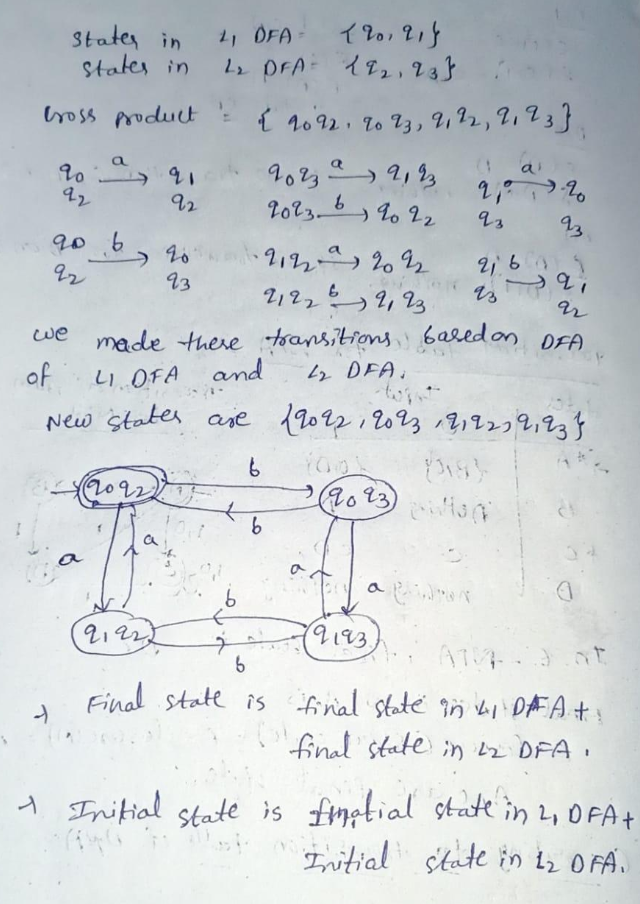 States in L1 DFA = {q0, q1}
States in L2 DFA = {q2, q3}
Cross product = { q0q2, q0q3, q1q2, q1q3}
q0 a→ q1 q0q3 a→ q1q3 q1 a→ q0
q2 q2 q0q3 b→ q0q2 q3 q3
q0 b→ q0 q1q2 a→ q0q2 q1 b→ q1
q2 q3 q1q2 b→ q1q3 q3 q2
we made these transitions based on DFA
of L1 DFA and L2 DFA.
New states are {q0q2, q0q3, q1q2, q1q3}
b
→ q0q2 q0q3
b
a a a a
b
q1q2 q1q3
b
→ Final state is final state in L1 DFA +
final state in L2 DFA.
→ Initial state is state in L1 DFA +
Initial state in L2 DFA.